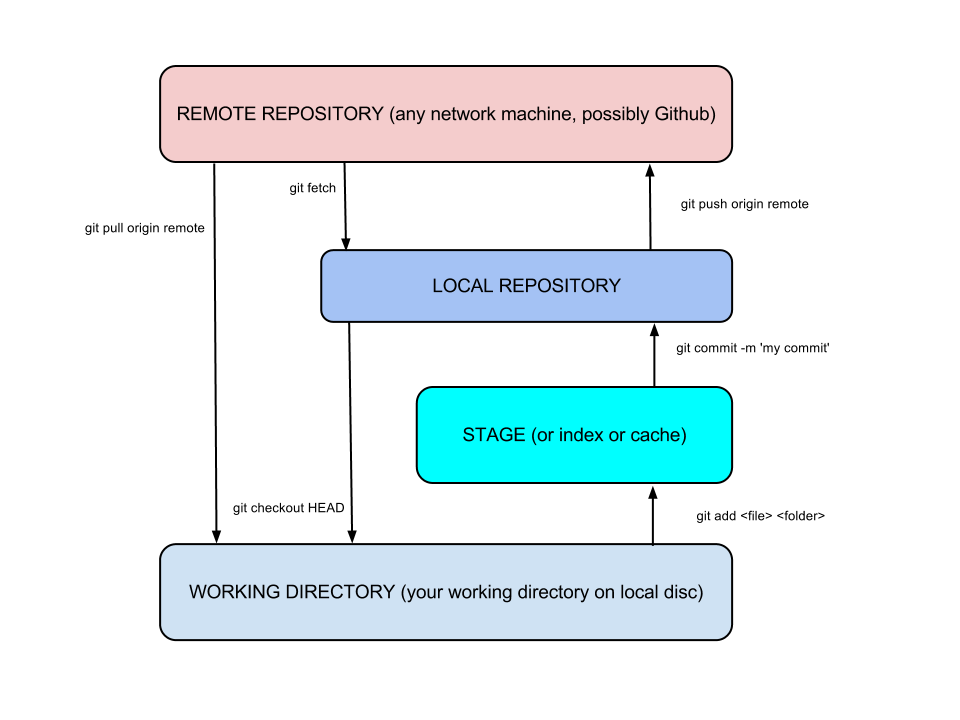 REMOTE REPOSITORY (any network machine, possibly Github)
git fetch
git push origin remote
git pull origin remote
LOCAL REPOSITORY
git commit -m 'my commit'
STAGE (or index or cache)
git checkout HEAD
git add <file> <folder>
WORKING DIRECTORY (your working directory on local disc)